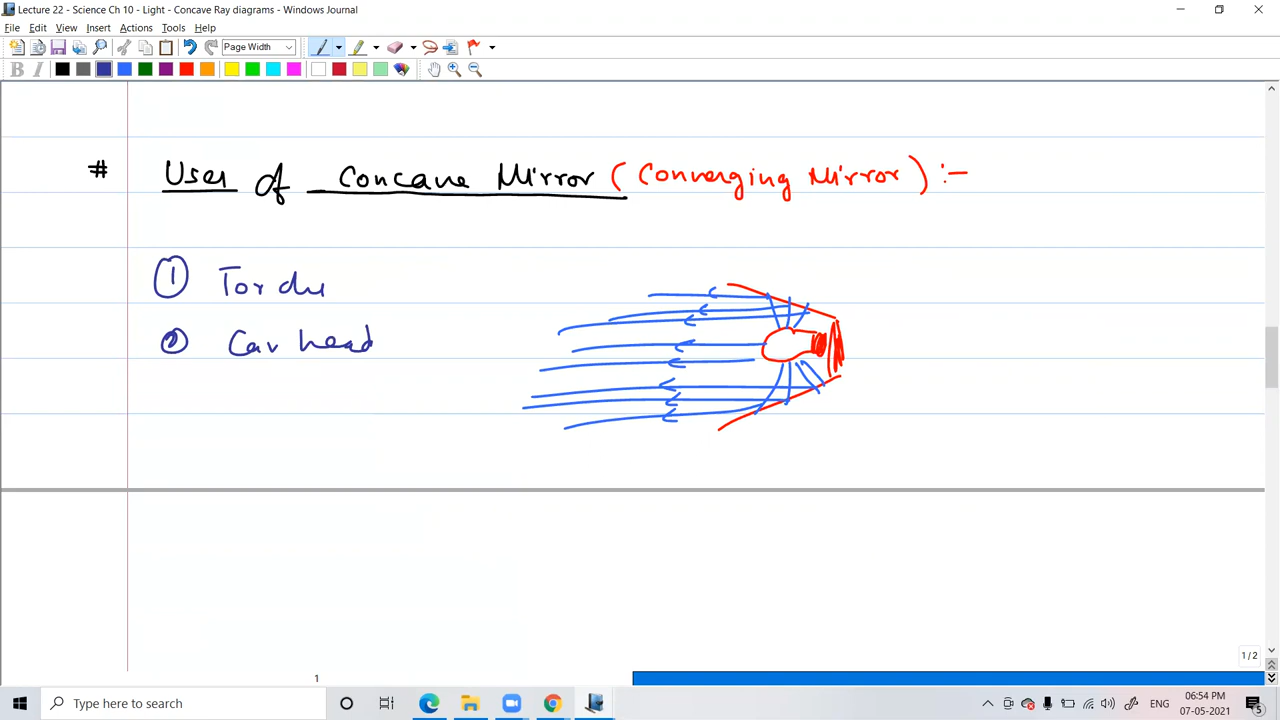 Lecture 22 - Science Ch 10 - Light - Concave Ray diagrams - Windows Journal
File Edit View Insert Actions Tools Help
Page Width
B I
# Uses of Concave Mirror (Converging Mirror) :-
① Torches
② Car head
1/2
1
Type here to search
ENG
06:54 PM
07-05-2021
5